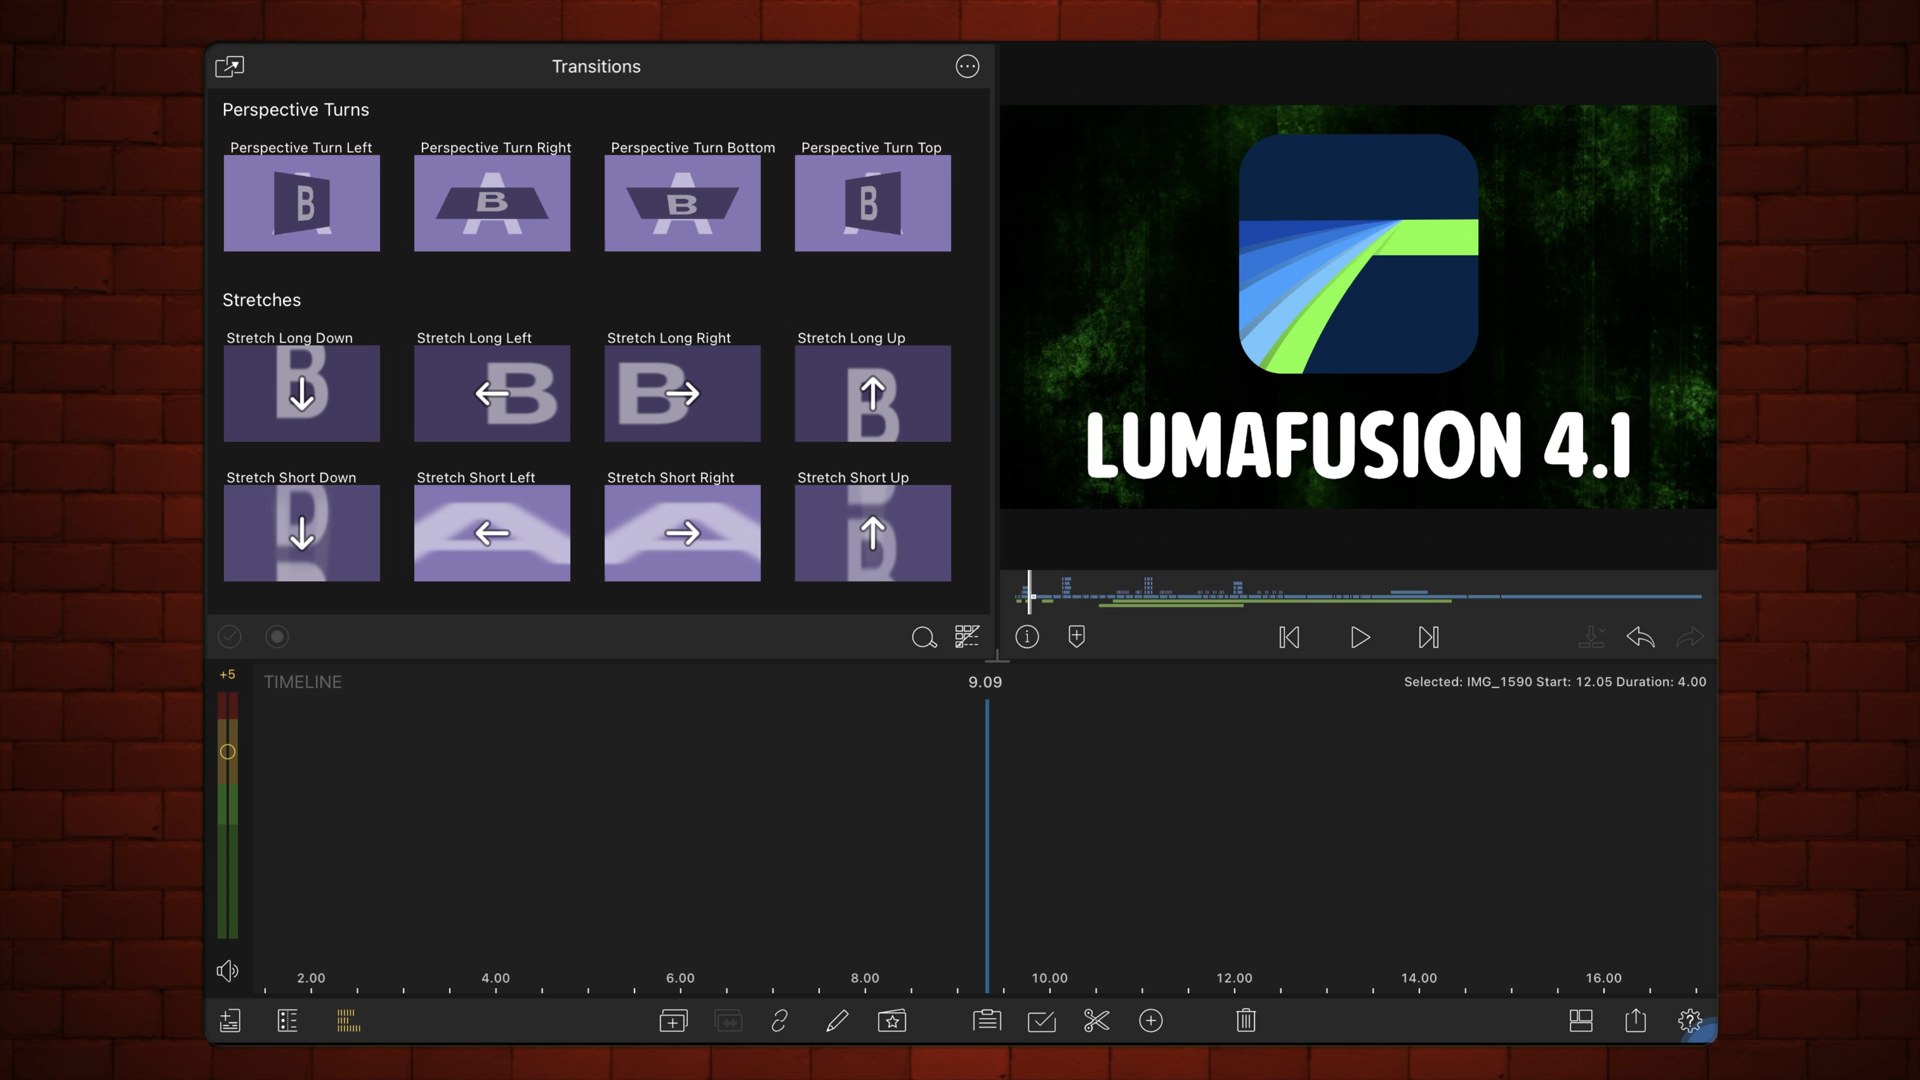 Transitions
Perspective Turns
Perspective Turn Left
Perspective Turn Right
Perspective Turn Bottom
Perspective Turn Top
B
A
B
A
B
B
Stretches
Stretch Long Down
Stretch Long Left
Stretch Long Right
Stretch Long Up
B
B
B
B
Stretch Short Down
Stretch Short Left
Stretch Short Right
Stretch Short Up
LUMAFUSION 4.1
+5
TIMELINE
9.09
Selected: IMG_1590 Start: 12.05 Duration: 4.00
2.00 4.00 6.00 8.00 10.00 12.00 14.00 16.00